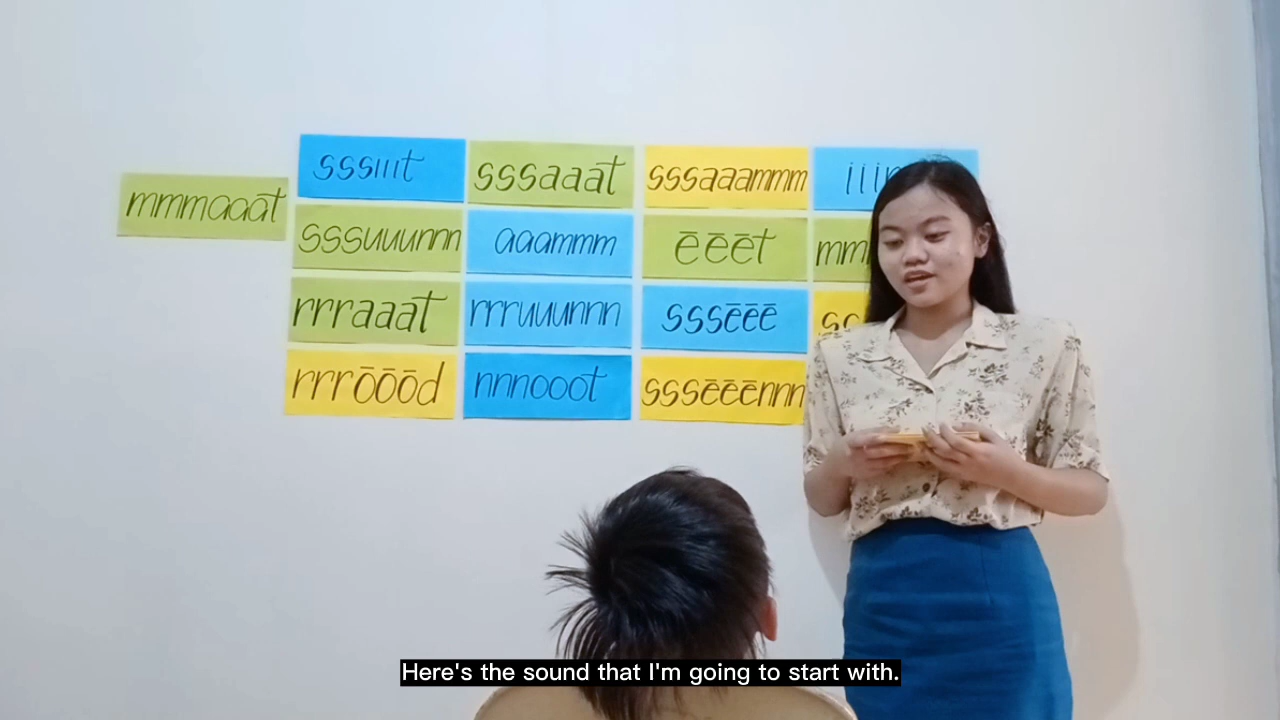 mmmaaat
sssiiit
sssaaat
sssaaammm
sssuuunnn
aaammm
ēēēt
rrraaat
rrruuunnn
sssēēē
rrrōōōd
nnnooot
sssēēēnnn
Here's the sound that I'm going to start with.